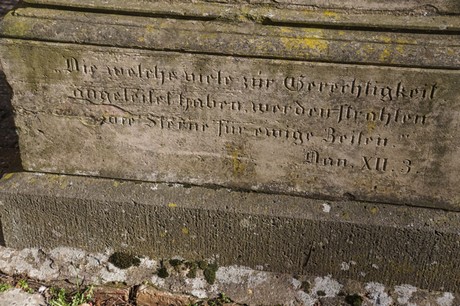 „Die welche viele zur Gerechtigkeit
angeleitet haben werden strahlen
wie Sterne für ewige Zeiten."
Dan. XII. 3.